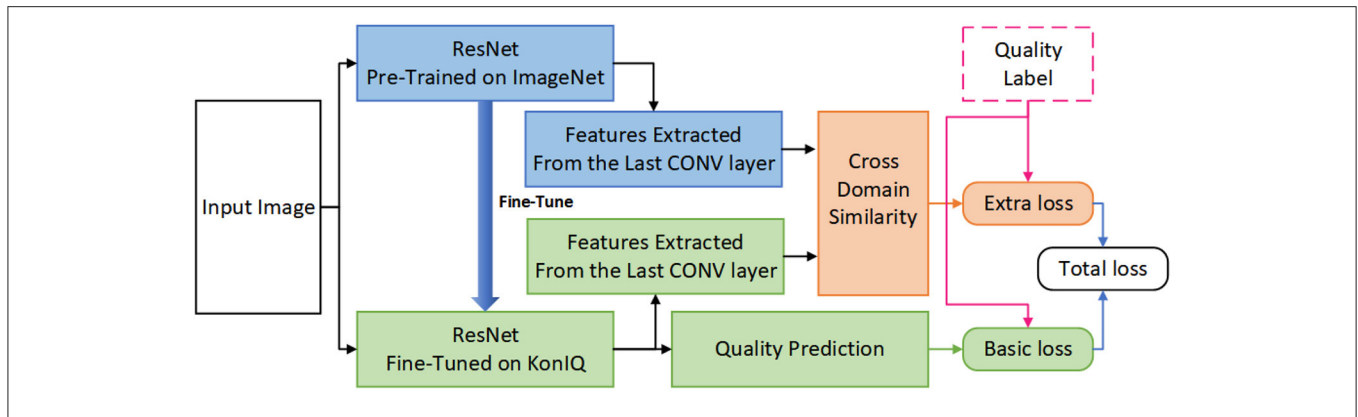 Input Image
ResNet
Pre-Trained on ImageNet
Features Extracted
From the Last CONV layer
Fine-Tune
Features Extracted
From the Last CONV layer
ResNet
Fine-Tuned on KonIQ
Quality Prediction
Cross
Domain
Similarity
Quality
Label
Extra loss
Total loss
Basic loss